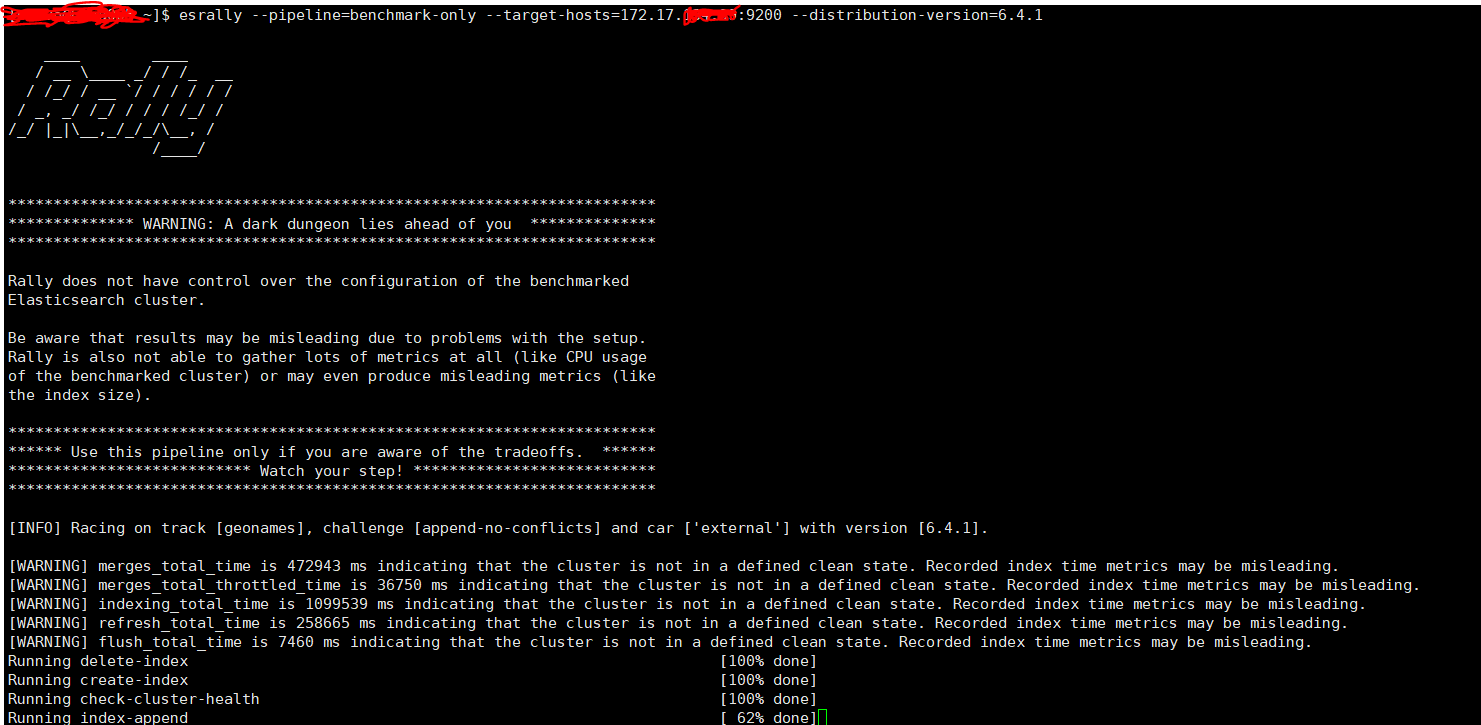 ~]$ esrally --pipeline=benchmark-only --target-hosts=172.17. :9200 --distribution-version=6.4.1
Rally
************************************************************************
************** WARNING: A dark dungeon lies ahead of you  **************
************************************************************************
Rally does not have control over the configuration of the benchmarked
Elasticsearch cluster.
Be aware that results may be misleading due to problems with the setup.
Rally is also not able to gather lots of metrics at all (like CPU usage
of the benchmarked cluster) or may even produce misleading metrics (like
the index size).
************************************************************************
****** Use this pipeline only if you are aware of the tradeoffs.  ******
*************************** Watch your step! ***************************
************************************************************************
[INFO] Racing on track [geonames], challenge [append-no-conflicts] and car ['external'] with version [6.4.1].
[WARNING] merges_total_time is 472943 ms indicating that the cluster is not in a defined clean state. Recorded index time metrics may be misleading.
[WARNING] merges_total_throttled_time is 36750 ms indicating that the cluster is not in a defined clean state. Recorded index time metrics may be misleading.
[WARNING] indexing_total_time is 1099539 ms indicating that the cluster is not in a defined clean state. Recorded index time metrics may be misleading.
[WARNING] refresh_total_time is 258665 ms indicating that the cluster is not in a defined clean state. Recorded index time metrics may be misleading.
[WARNING] flush_total_time is 7460 ms indicating that the cluster is not in a defined clean state. Recorded index time metrics may be misleading.
Running delete-index [100% done]
Running create-index [100% done]
Running check-cluster-health [100% done]
Running index-append [ 62% done]